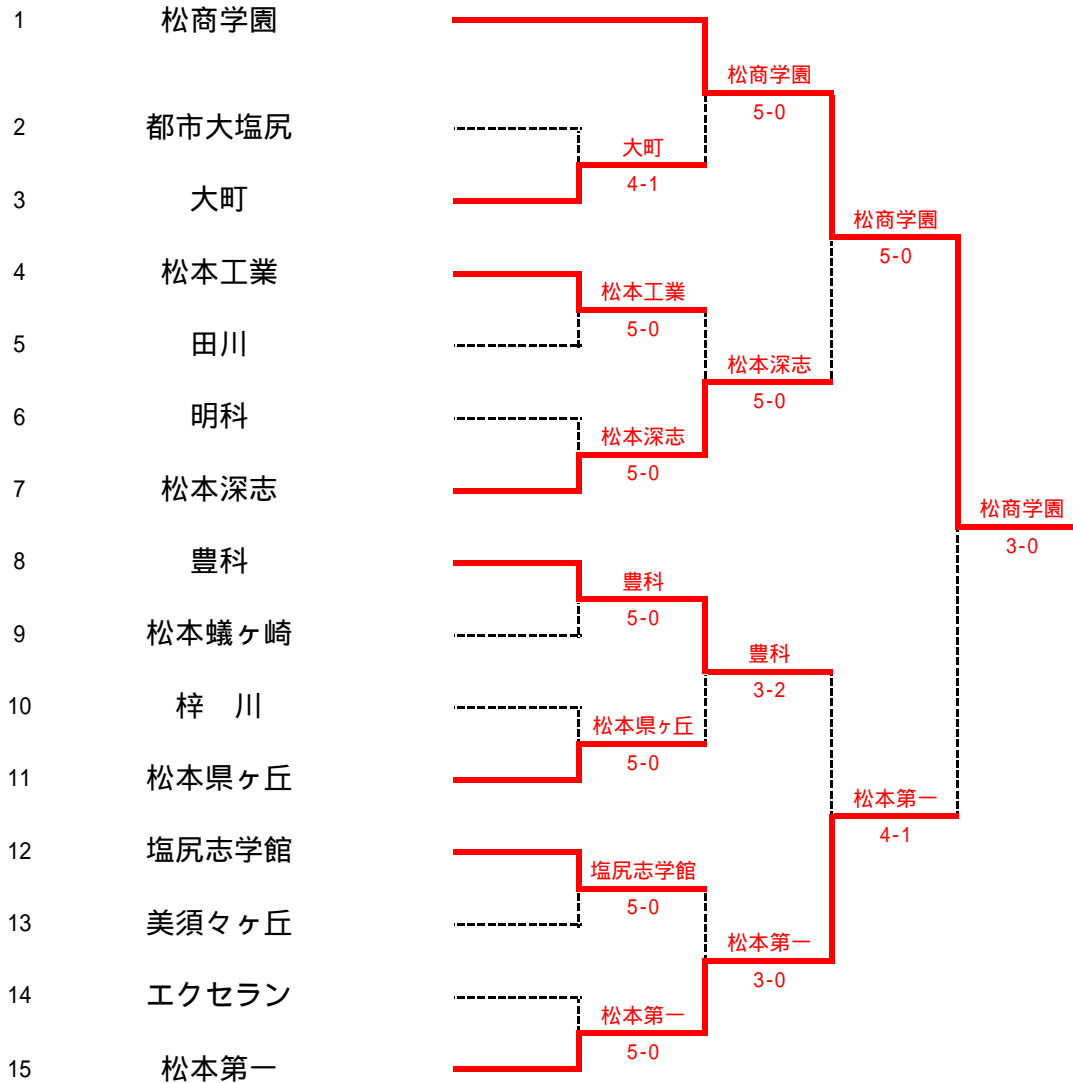 1 松商学園
松商学園
5-0
2 都市大塩尻
大町
4-1
3 大町
松商学園
5-0
4 松本工業
松本工業
5-0
5 田川
松本深志
5-0
6 明科
松本深志
5-0
7 松本深志
松商学園
3-0
8 豊科
豊科
5-0
9 松本蟻ヶ崎
豊科
3-2
10 梓　川
松本県ヶ丘
5-0
11 松本県ヶ丘
松本第一
4-1
12 塩尻志学館
塩尻志学館
5-0
13 美須々ヶ丘
松本第一
3-0
14 エクセラン
松本第一
5-0
15 松本第一